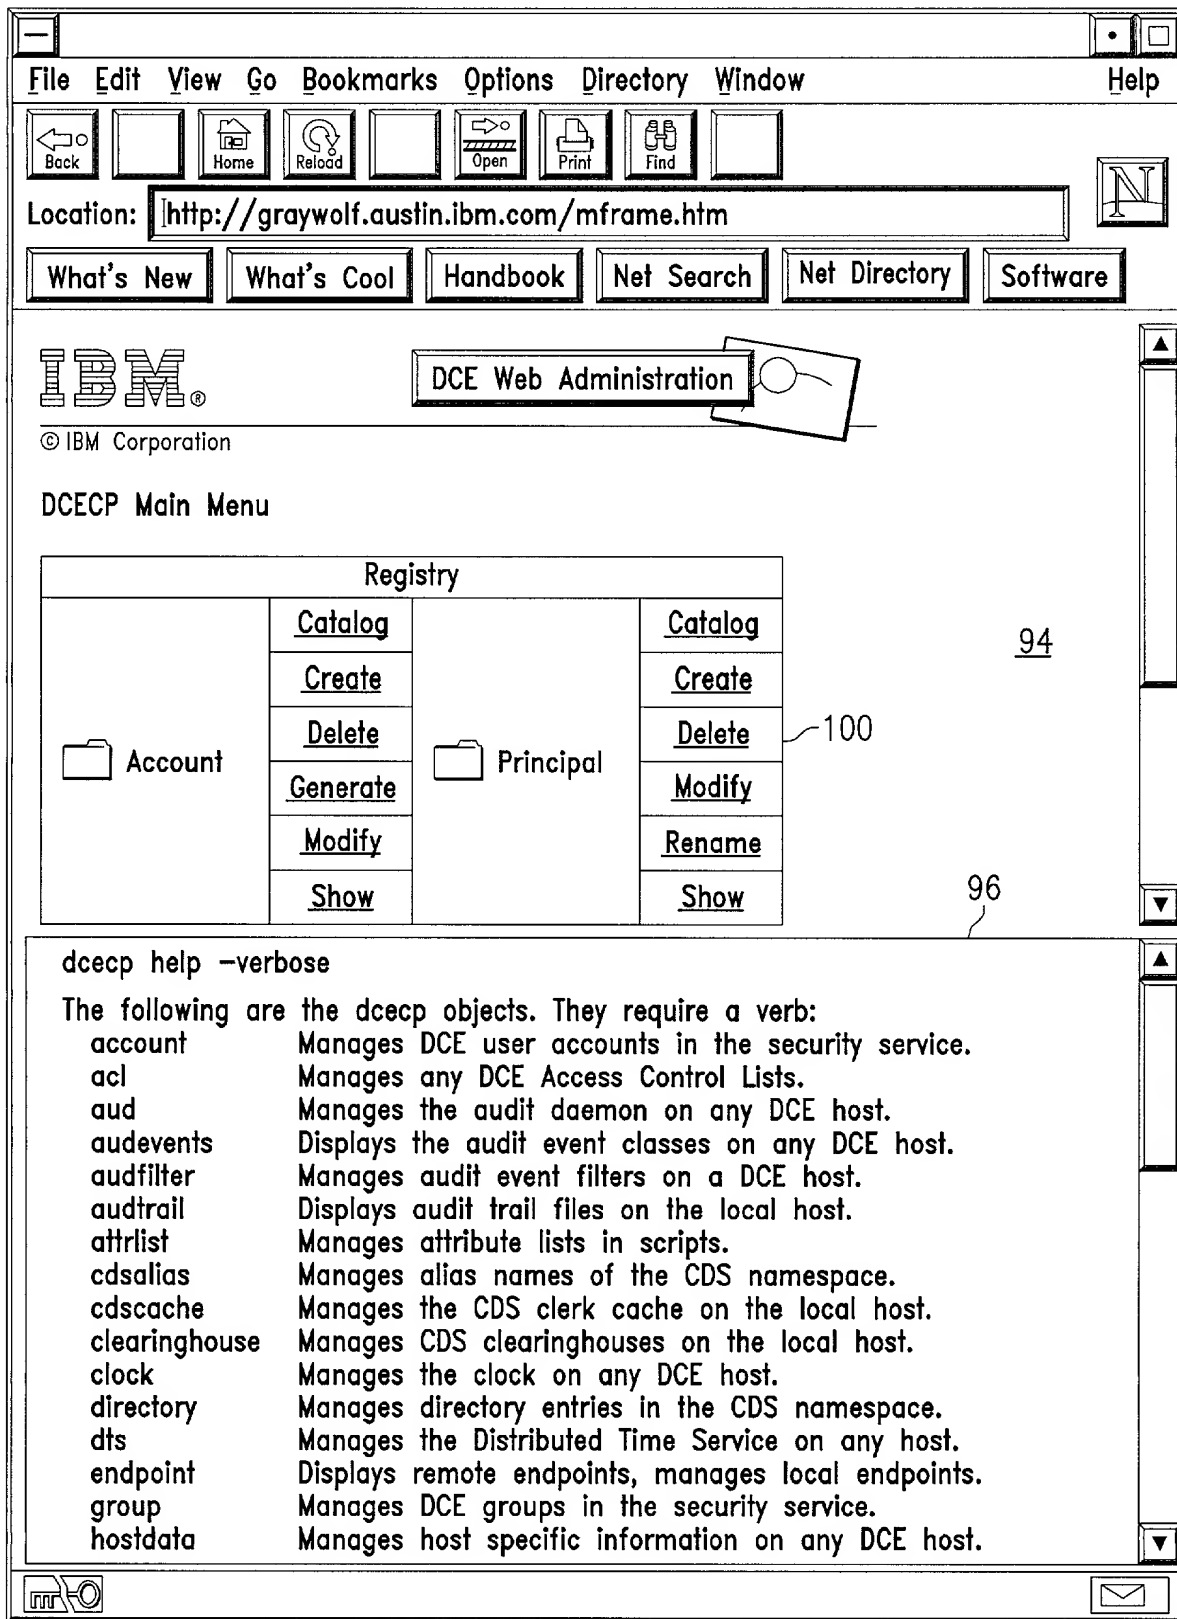 File Edit View Go Bookmarks Options Directory Window Help
Back Home Reload Open Print Find
N
Location: http://graywolf.austin.ibm.com/mframe.htm
What's New What's Cool Handbook Net Search Net Directory Software
IBM® DCE Web Administration
© IBM Corporation
DCECP Main Menu
Registry
Catalog Catalog
94
Create Create
Delete Delete
100
Account Principal
Generate Modify
Modify Rename
Show Show
96
dcecp help -verbose
The following are the dcecp objects. They require a verb:
account Manages DCE user accounts in the security service.
acl Manages any DCE Access Control Lists.
aud Manages the audit daemon on any DCE host.
audevents Displays the audit event classes on any DCE host.
audfilter Manages audit event filters on a DCE host.
audtrail Displays audit trail files on the local host.
attrlist Manages attribute lists in scripts.
cdsalias Manages alias names of the CDS namespace.
cdscache Manages the CDS clerk cache on the local host.
clearinghouse Manages CDS clearinghouses on the local host.
clock Manages the clock on any DCE host.
directory Manages directory entries in the CDS namespace.
dts Manages the Distributed Time Service on any host.
endpoint Displays remote endpoints, manages local endpoints.
group Manages DCE groups in the security service.
hostdata Manages host specific information on any DCE host.